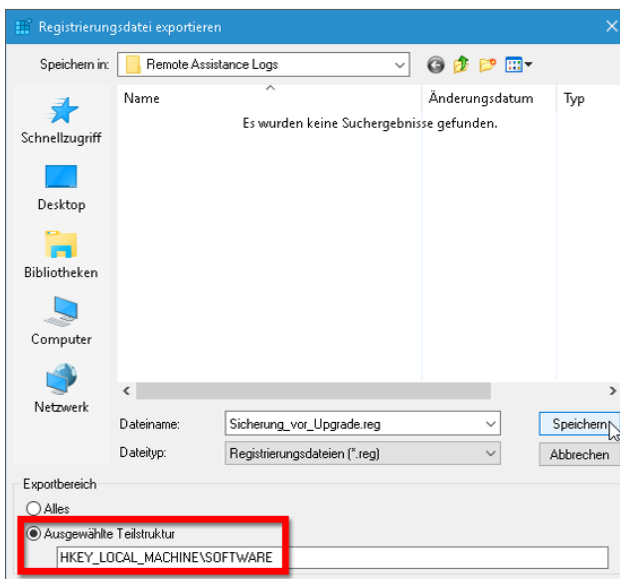 Registrierungsdatei exportieren
Speichern in:
Remote Assistance Logs
Name
Änderungsdatum
Typ
Es wurden keine Suchergebnisse gefunden.
Schnellzugriff
Desktop
Bibliotheken
Computer
Netzwerk
Dateiname:
Sicherung_vor_Upgrade.reg
Speichern
Dateityp:
Registrierungsdateien (*.reg)
Abbrechen
Exportbereich
Alles
Ausgewählte Teilstruktur
HKEY_LOCAL_MACHINE\SOFTWARE